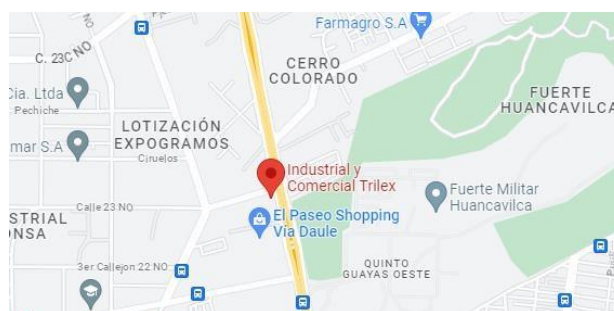 Farmagro S.A
C. 23C NO
CERRO
COLORADO
Cia. Ltda
Pechiche
FUERTE
HUANCAVILCA
LOTIZACIÓN
EXPOGRAMOS
mar S.A
Ciruelos
Industrial y
Comercial Trilex
Fuerte Militar
Huancavilca
Calle 23 NO
El Paseo Shopping
Vía Daule
STRIAL
ONSA
QUINTO
GUAYAS OESTE
3er Callejon 22 NO